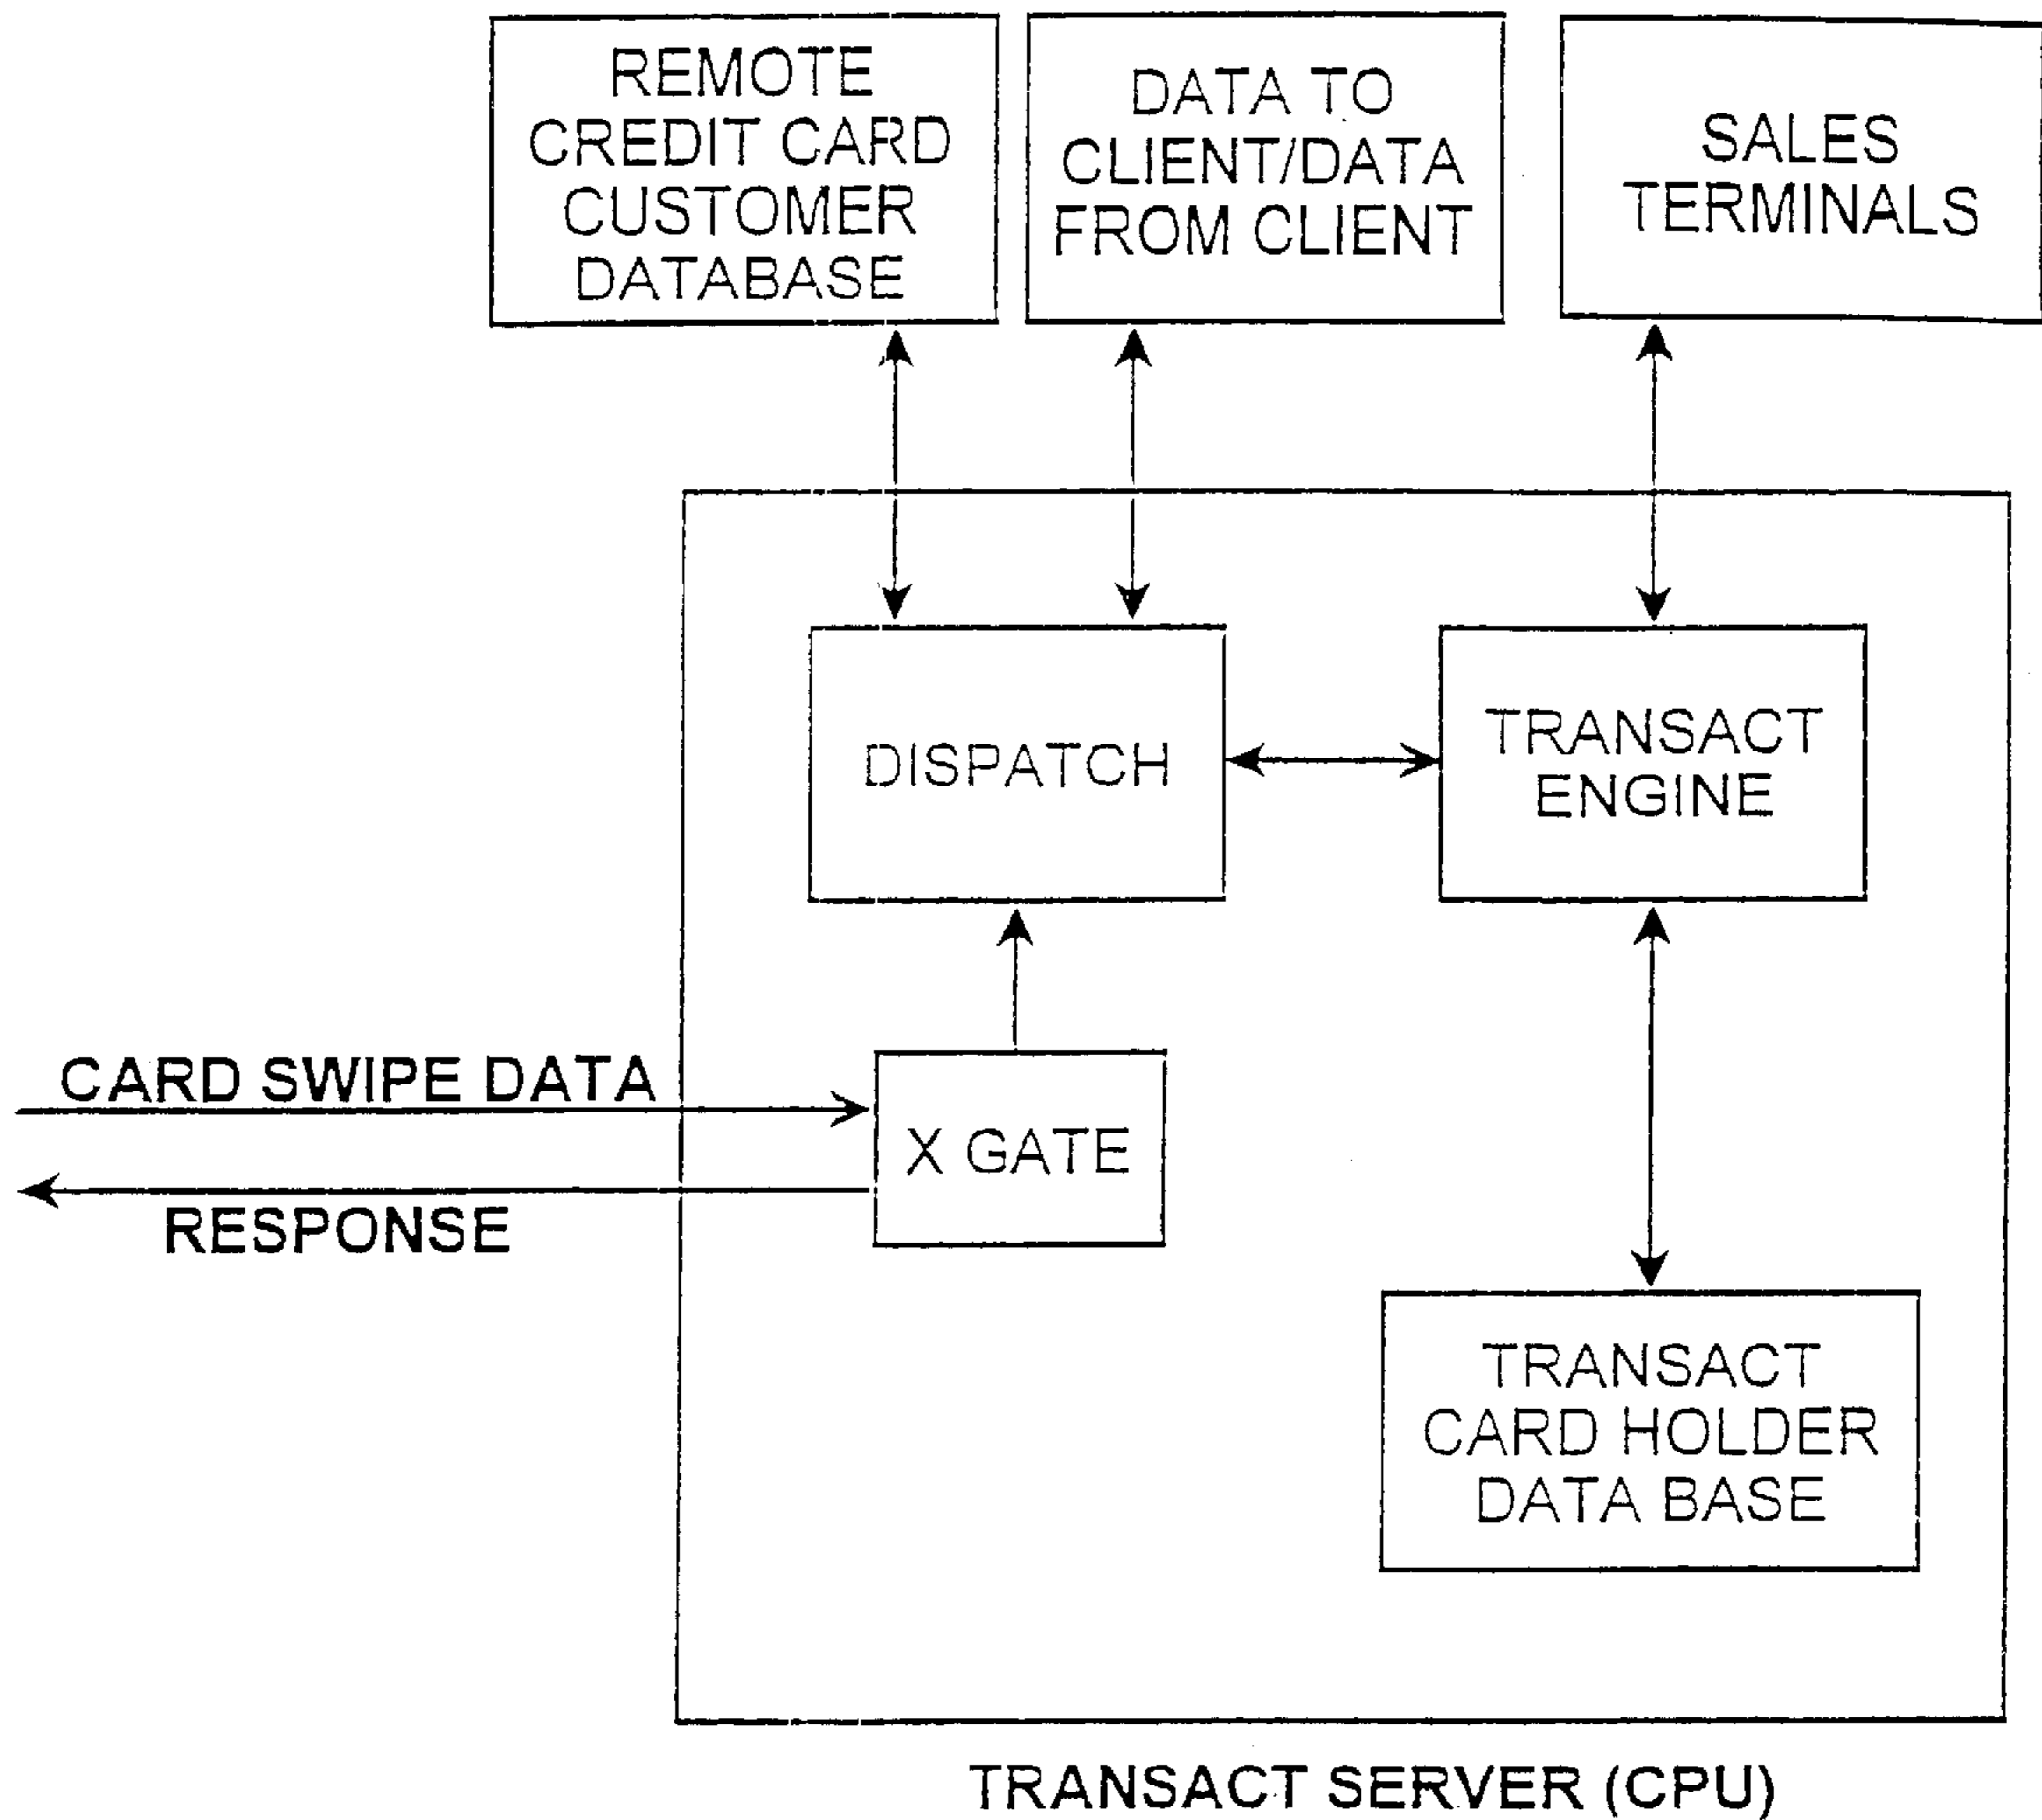 REMOTE
CREDIT CARD
CUSTOMER
DATABASE
DATA TO
CLIENT/DATA
FROM CLIENT
SALES
TERMINALS
DISPATCH
TRANSACT
ENGINE
CARD SWIPE DATA
X GATE
RESPONSE
TRANSACT
CARD HOLDER
DATA BASE
TRANSACT SERVER (CPU)